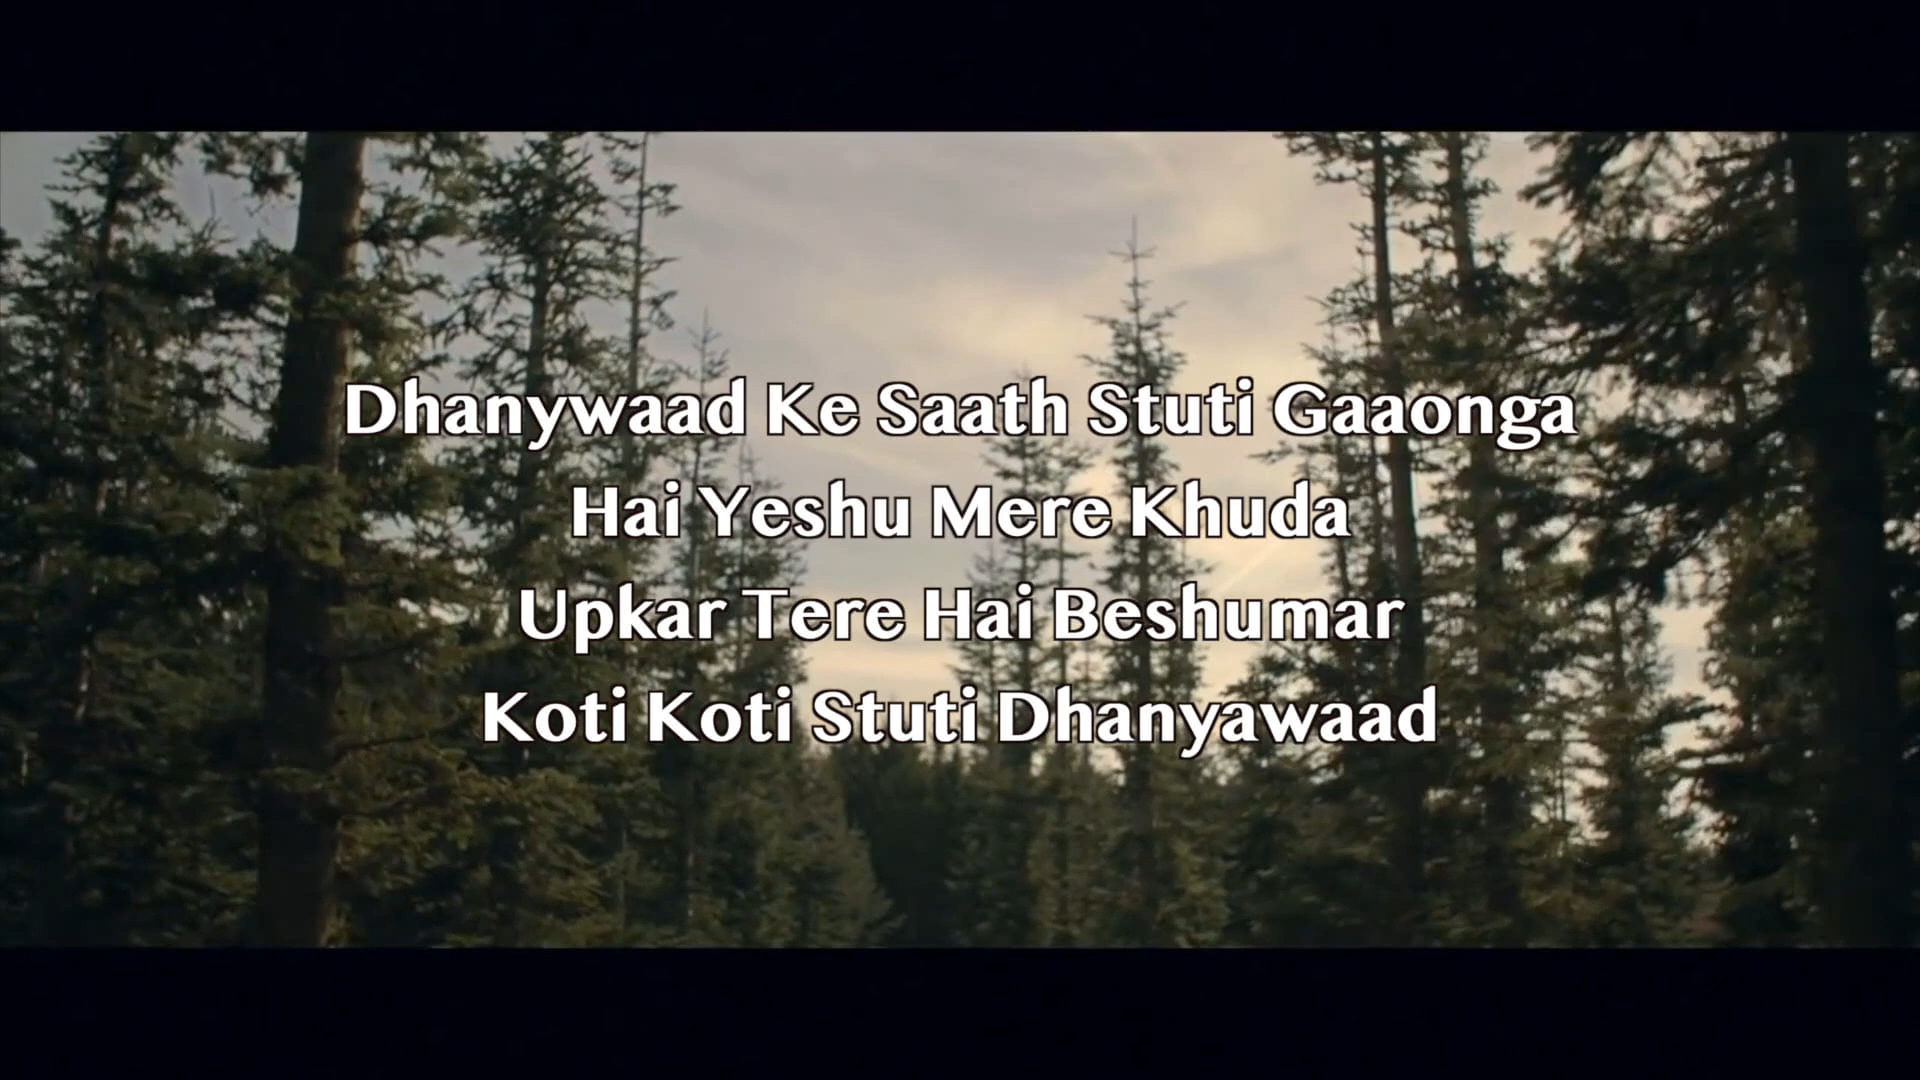 Dhanywaad Ke Saath Stuti Gaaonga
Hai Yeshu Mere Khuda
Upkar Tere Hai Beshumar
Koti Koti Stuti Dhanyawaad